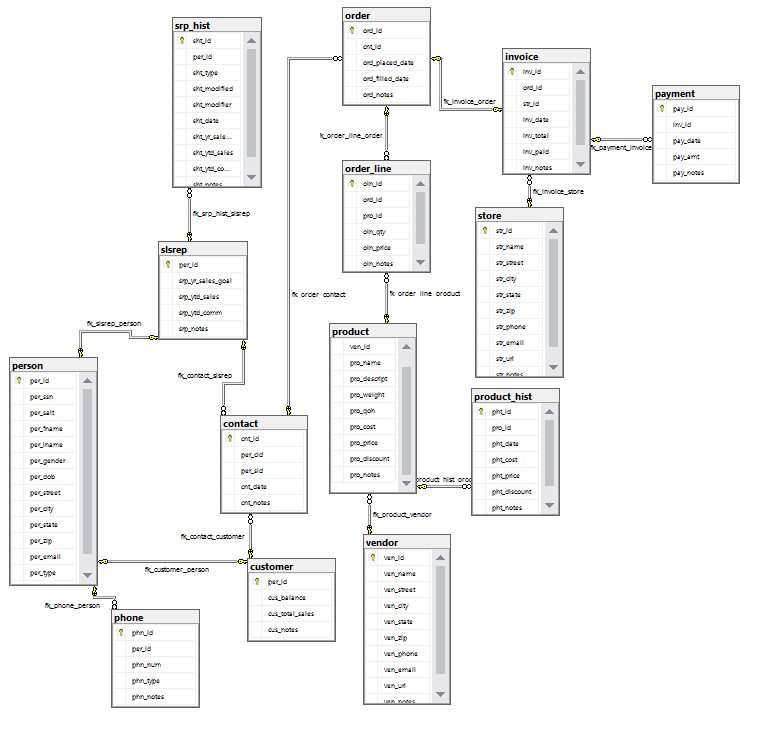 srp_hist
sht_id
per_id
sht_type
sht_modified
sht_modifier
sht_date
sht_yr_sale...
sht_ytd_sales
sht_ytd_co...
sht_notes
order
ord_id
cnt_id
ord_placed_date
ord_filled_date
ord_notes
invoice
inv_id
ord_id
str_id
inv_date
inv_total
inv_paid
inv_notes
payment
pay_id
inv_id
pay_date
pay_amt
pay_notes
fk_invoice_order
fk_payment_invoice
k_order_line_order
order_line
oln_id
ord_id
pro_id
oln_qty
oln_price
oln_notes
fk_invoice_store
store
str_id
str_name
str_street
str_city
str_state
str_zip
str_phone
str_email
str_url
str_notes
fk_srp_hist_slsrep
slsrep
per_id
srp_yr_sales_goal
srp_ytd_sales
srp_ytd_comm
srp_notes
fk_order_contact
fk_order_line_product
fk_slsrep_person
person
per_id
per_ssn
per_salt
per_fname
per_lname
per_gender
per_dob
per_street
per_city
per_state
per_zip
per_email
per_type
fk_contact_slsrep
product
ven_id
pro_name
pro_descript
pro_weight
pro_qoh
pro_cost
pro_price
pro_discount
pro_notes
product_hist
pht_id
pro_id
pht_date
pht_cost
pht_price
pht_discount
pht_notes
product_hist_proc
contact
cnt_id
per_cid
per_sid
cnt_date
cnt_notes
fk_contact_customer
fk_product_vendor
fk_customer_person
customer
per_id
cus_balance
cus_total_sales
cus_notes
vendor
ven_id
ven_name
ven_street
ven_city
ven_state
ven_zip
ven_phone
ven_email
ven_url
ven_notes
fk_phone_person
phone
phn_id
per_id
phn_num
phn_type
phn_notes